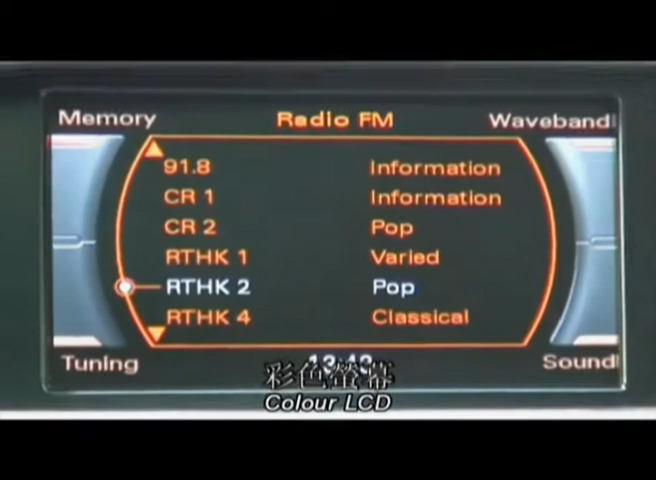 Memory Radio FM Waveband
91.8 Information
CR 1 Information
CR 2 Pop
RTHK 1 Varied
RTHK 2 Pop
RTHK 4 Classical
Tuning Sound
彩色螢幕
Colour LCD